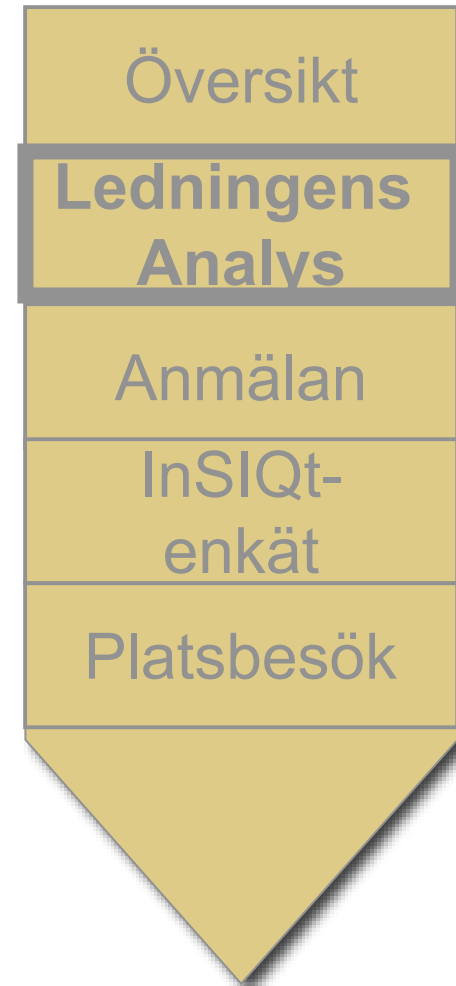 Översikt
Ledningens
Analys
Anmälan
InSIQt-
enkät
Platsbesök